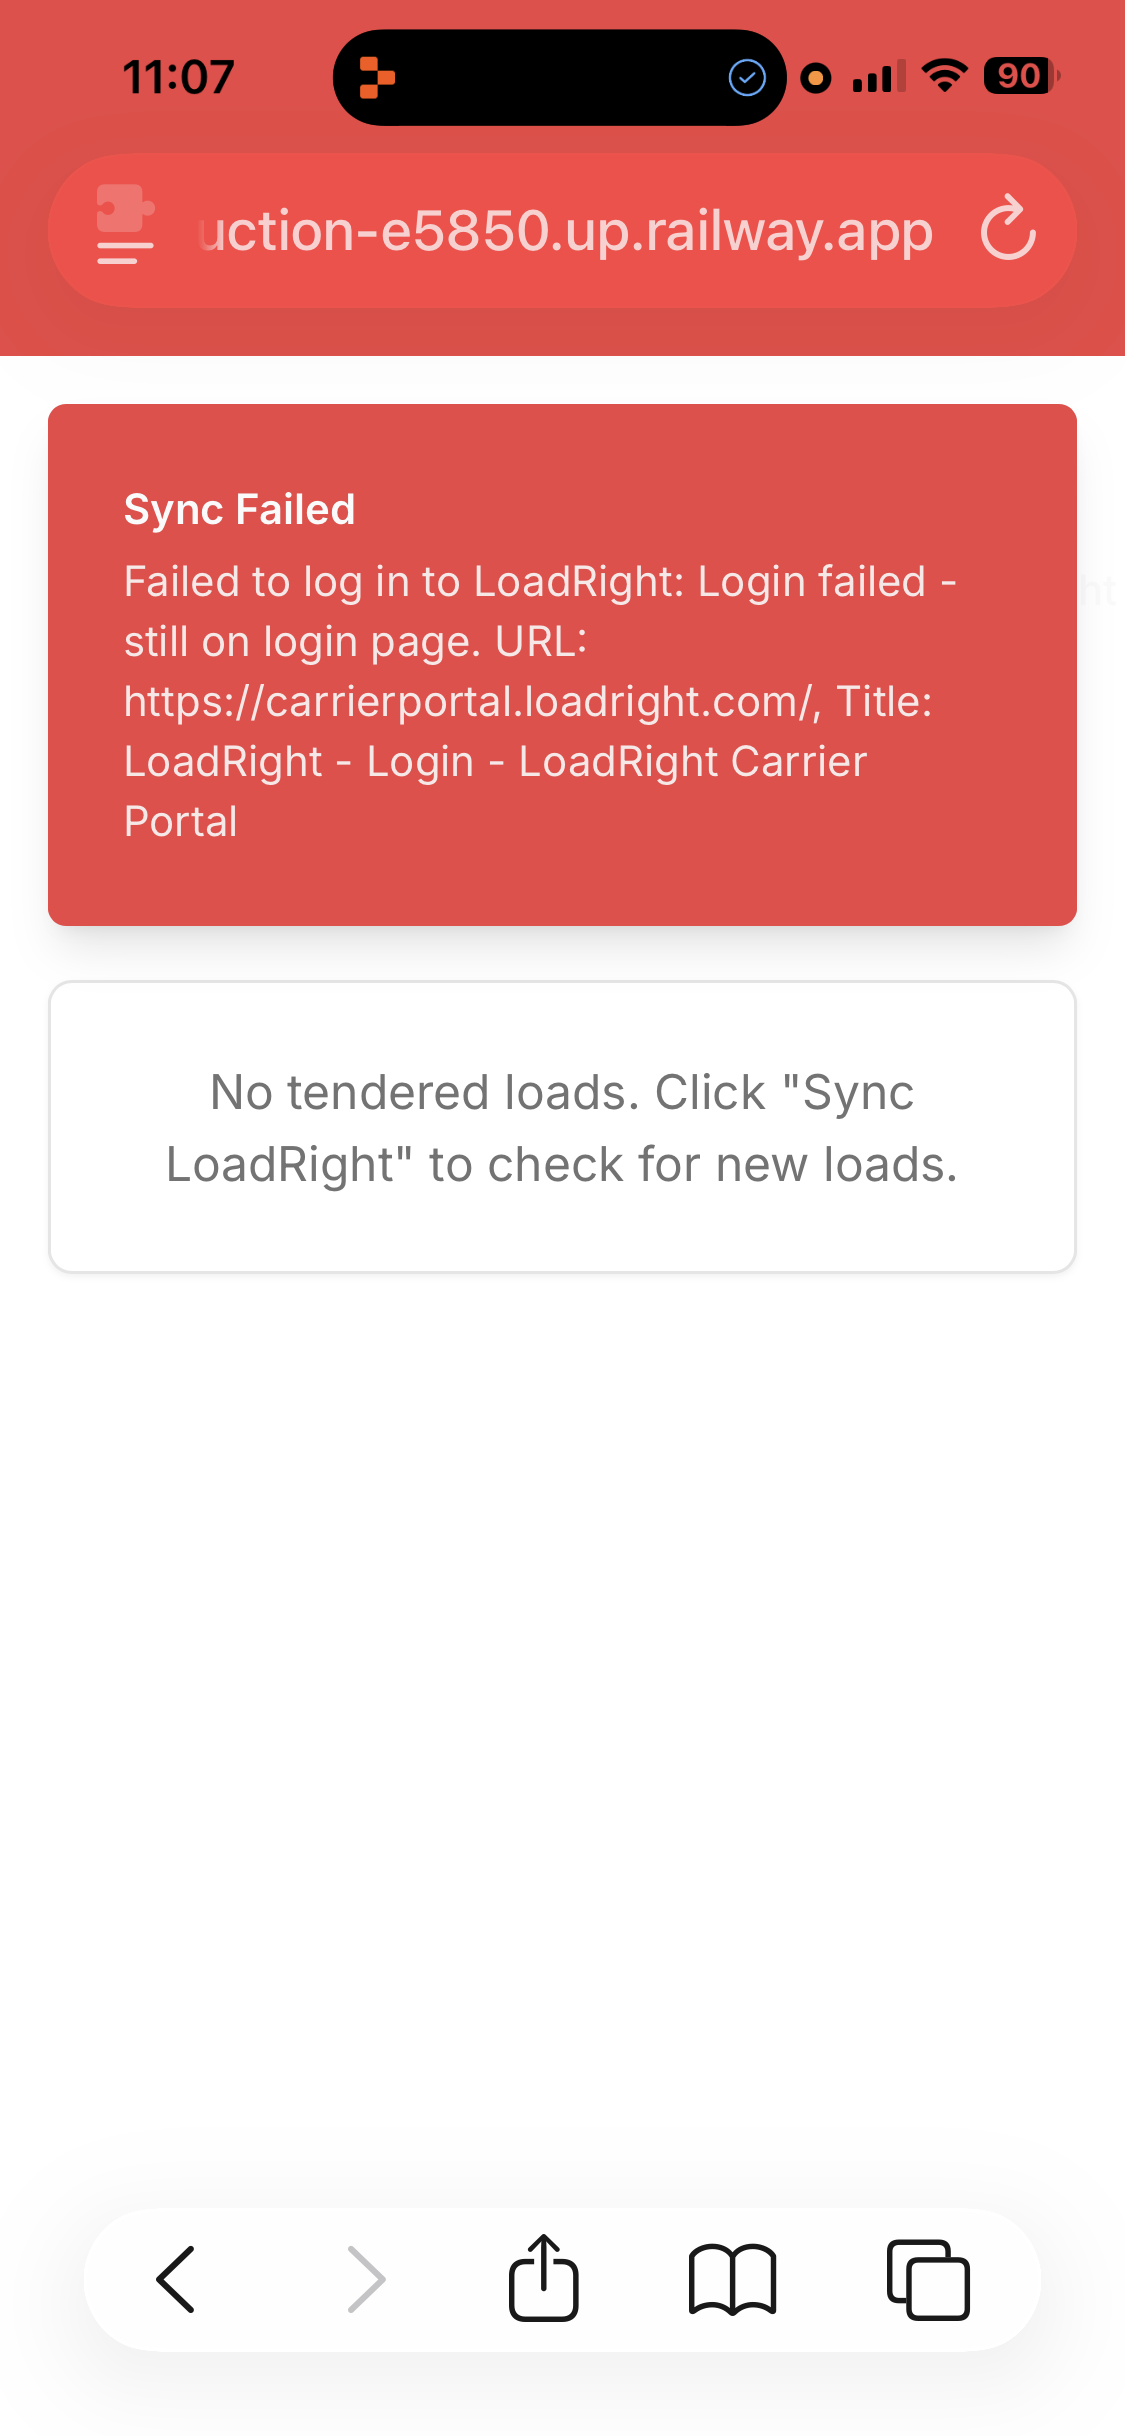 11:07
90
uction-e5850.up.railway.app
Sync Failed
Failed to log in to LoadRight: Login failed -
still on login page. URL:
https://carrierportal.loadright.com/, Title:
LoadRight - Login - LoadRight Carrier
Portal
ht
No tendered loads. Click "Sync
LoadRight" to check for new loads.